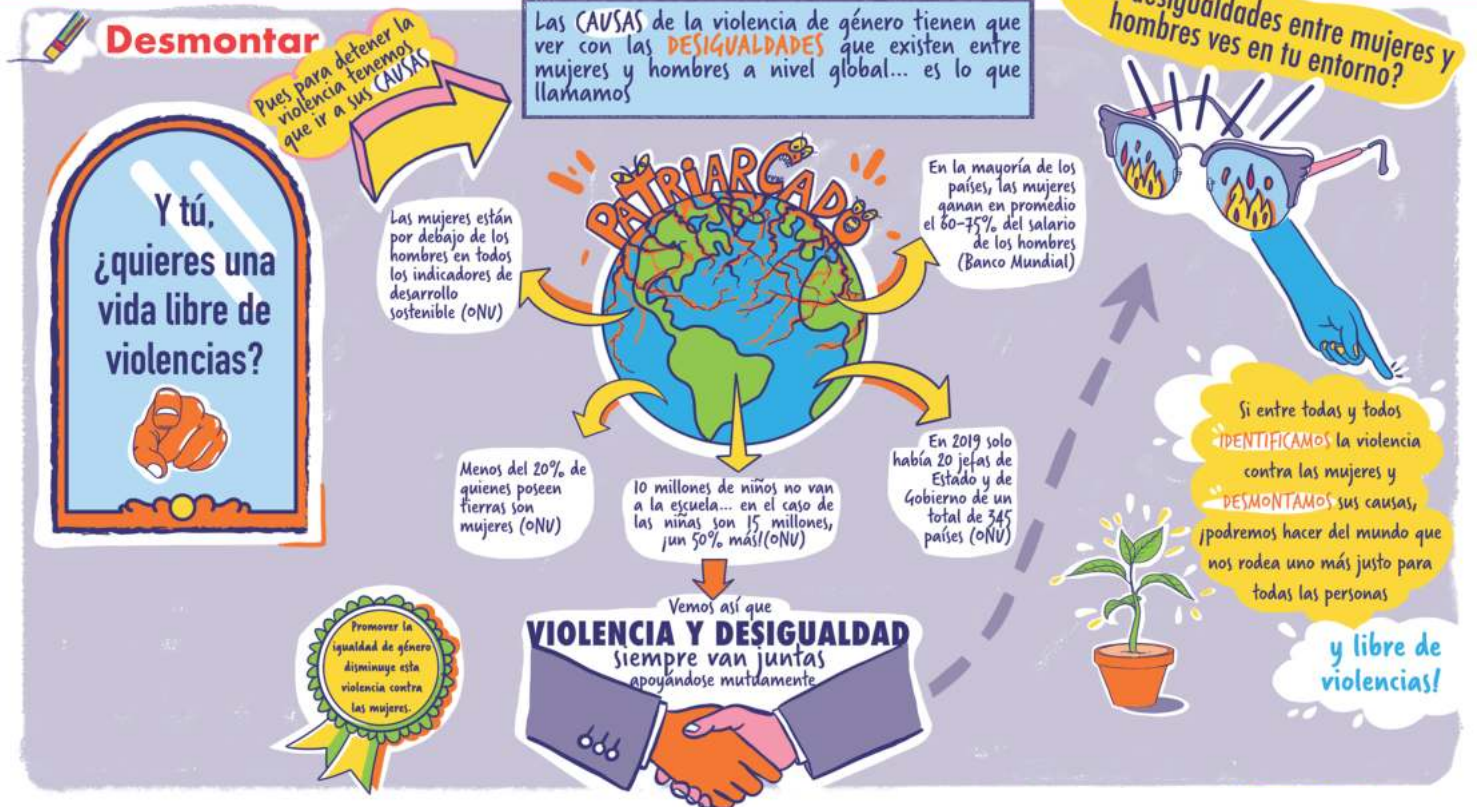 Desmontar
Pues para detener la
violencia tenemos
que ir a sus CAUSAS
Las CAUSAS de la violencia de género tienen que
ver con las DESIGUALDADES que existen entre
mujeres y hombres a nivel global... es lo que
llamamos
desigualdades entre mujeres y
hombres ves en tu entorno?
Y tú,
¿quieres una
vida libre de
violencias?
PATRIARCADO
Las mujeres están
por debajo de los
hombres en todos
los indicadores de
desarrollo
sostenible (ONU)
En la mayoría de los
países, las mujeres
ganan en promedio
el 60-75% del salario
de los hombres
(Banco Mundial)
Menos del 20% de
quienes poseen
tierras son
mujeres (ONU)
10 millones de niños no van
a la escuela... en el caso de
las niñas son 15 millones,
¡un 50% más!(ONU)
En 2019 solo
había 20 jefas de
Estado y de
Gobierno de un
total de 345
países (ONU)
Vemos así que
VIOLENCIA Y DESIGUALDAD
siempre van juntas
apoyándose mutuamente
Promover la
igualdad de género
disminuye esta
violencia contra
las mujeres.
Si entre todas y todos
IDENTIFICAMOS la violencia
contra las mujeres y
DESMONTAMOS sus causas,
¡podremos hacer del mundo que
nos rodea uno más justo para
todas las personas
y libre de
violencias!